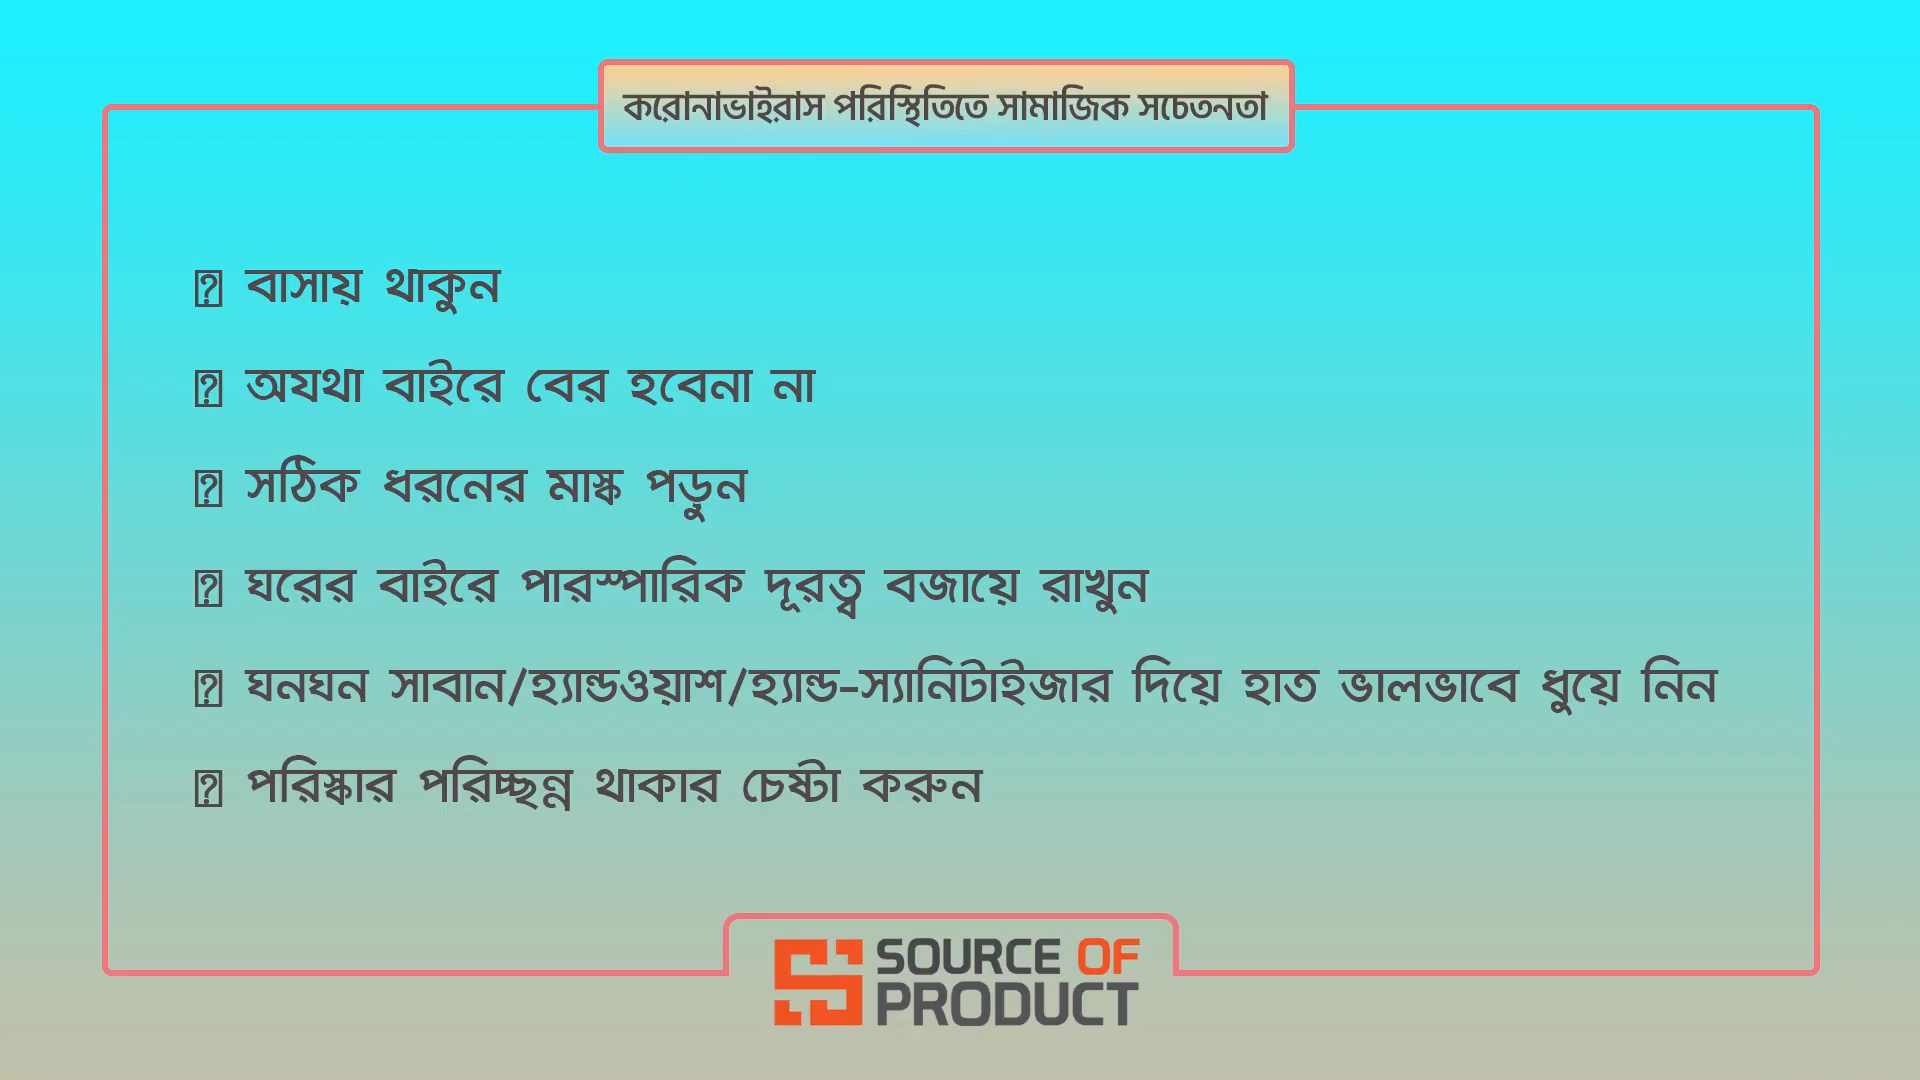 করোনাভাইরাস পরিস্থিতিতে সামাজিক সচেতনতা
বাসায় থাকুন
অযথা বাইরে বের হবেনা না
সঠিক ধরনের মাস্ক পড়ুন
ঘরের বাইরে পারস্পারিক দূরত্ব বজায়ে রাখুন
ঘনঘন সাবান/হ্যান্ডওয়াশ/হ্যান্ড-স্যানিটাইজার দিয়ে হাত ভালভাবে ধুয়ে নিন
পরিস্কার পরিচ্ছন্ন থাকার চেষ্টা করুন
SOURCE OF
PRODUCT